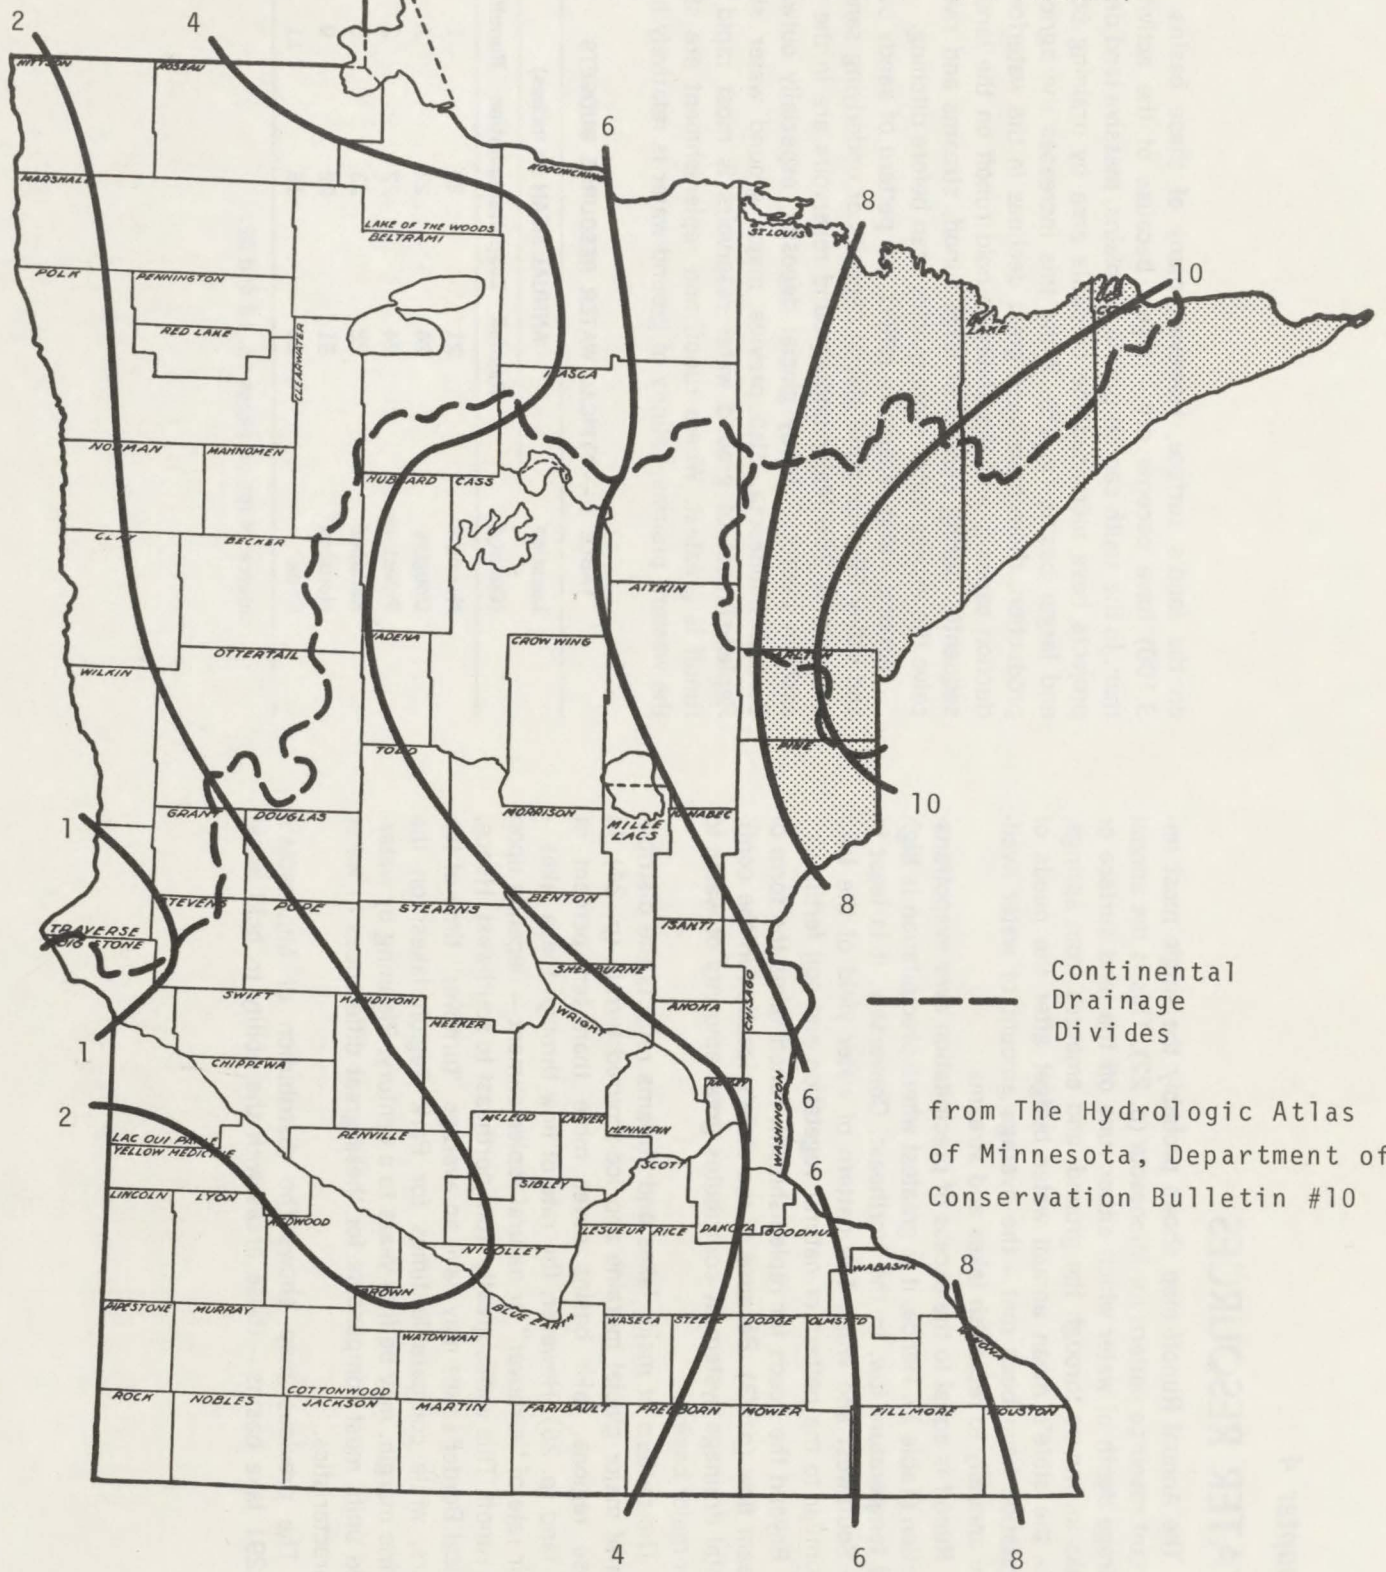 2
4
KITTSON
ROSEAU
6
KOOCHICHING
MARSHALL
8
LAKE OF THE WOODS
BELTRAMI
ST. LOUIS
10
POLK
PENNINGTON
RED LAKE
CLEARWATER
LAKE
COOK
ITASCA
NORMAN
MAHNOMEN
HUBBARD
CASS
CLAY
BECKER
AITKIN
WADENA
CROW WING
CARLTON
WILKIN
OTTERTAIL
TODD
PINE
10
GRANT
DOUGLAS
MORRISON
MILLE
LACS
KANABEC
1
STEVENS
POPE
STEARNS
BENTON
8
TRAVERSE
BIG STONE
ISANTI
SHERBURNE
SWIFT
KANDIYOHI
MEEKER
WRIGHT
ANOKA
CHISAGO
Continental
Drainage
Divides
1
CHIPPEWA
RAMSEY
WASHINGTON
6
2
McLEOD
CARVER
HENNEPIN
from The Hydrologic Atlas
of Minnesota, Department of
Conservation Bulletin #10
LAC QUI PARLE
YELLOW MEDICINE
RENVILLE
SCOTT
6
LINCOLN
LYON
SIBLEY
REDWOOD
NICOLLET
LESUEUR
RICE
DAKOTA
GOODHUE
WABASHA
8
BROWN
PIPESTONE
MURRAY
BLUE EARTH
WASECA
STEELE
DODGE
OLMSTED
WINONA
WATONWAN
COTTONWOOD
ROCK
NOBLES
JACKSON
MARTIN
FARIBAULT
FREEBORN
MOWER
FILLMORE
HOUSTON
4
6
8